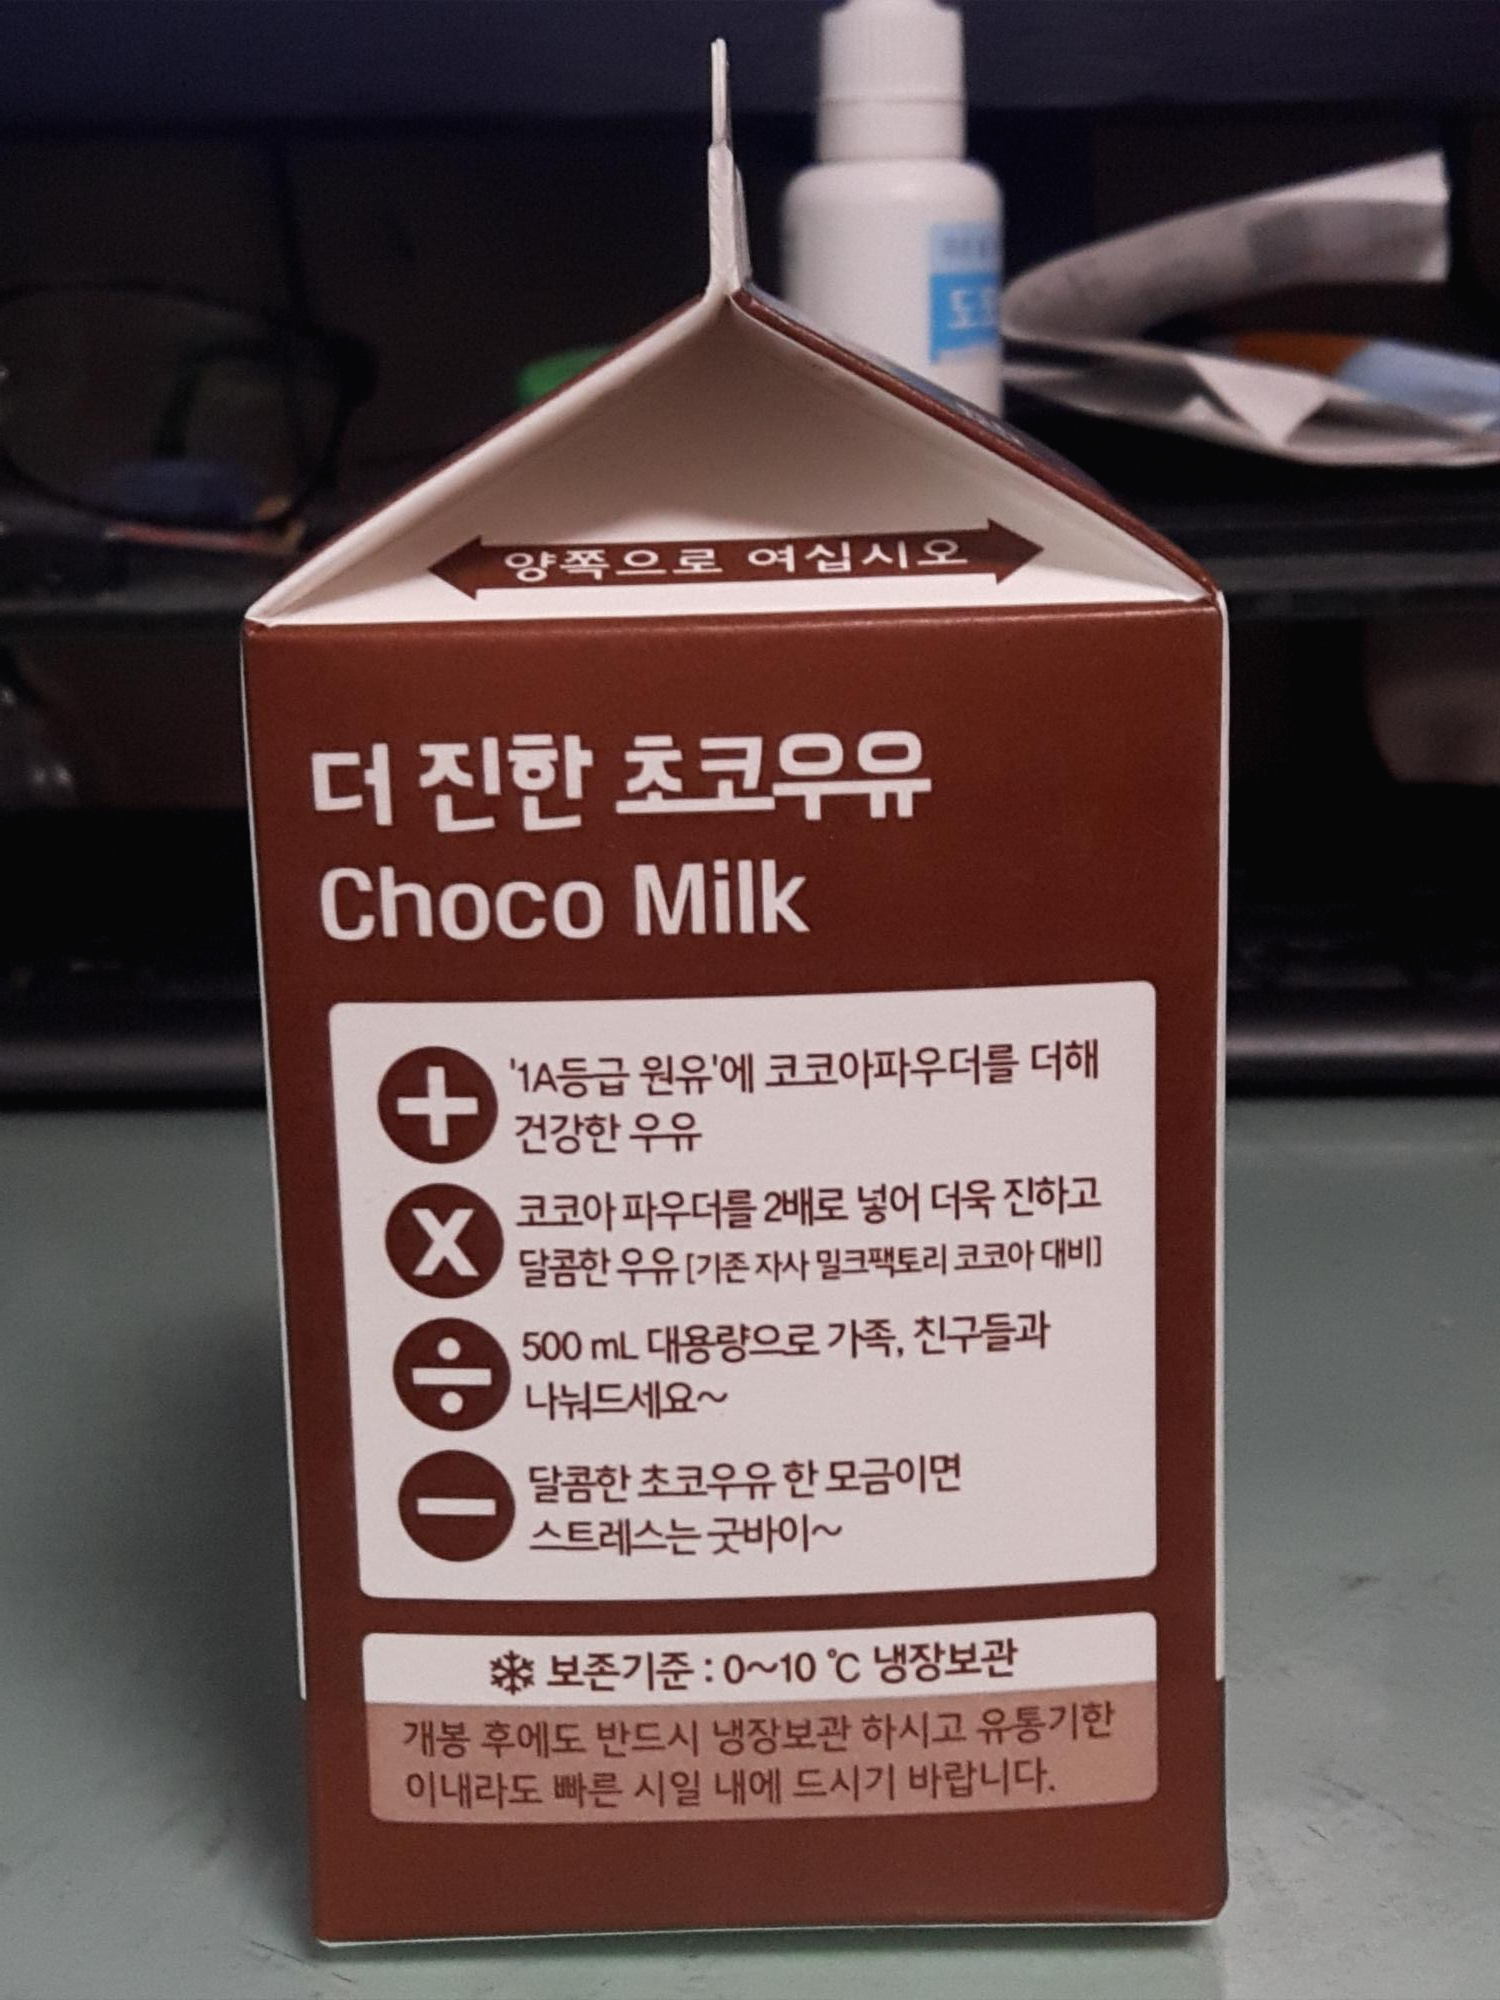 양쪽으로 여십시오
더 진한 초코우유
Choco Milk
'1A등급 원유'에 코코아파우더를 더해
건강한 우유
코코아 파우더를 2배로 넣어 더욱 진하고
달콤한 우유 [기존 자사 밀크팩토리 코코아 대비]
500 mL 대용량으로 가족, 친구들과
나눠드세요~
달콤한 초코우유 한 모금이면
스트레스는 굿바이~
보존기준 : 0~10 ℃ 냉장보관
개봉 후에도 반드시 냉장보관 하시고 유통기한
이내라도 빠른 시일 내에 드시기 바랍니다.